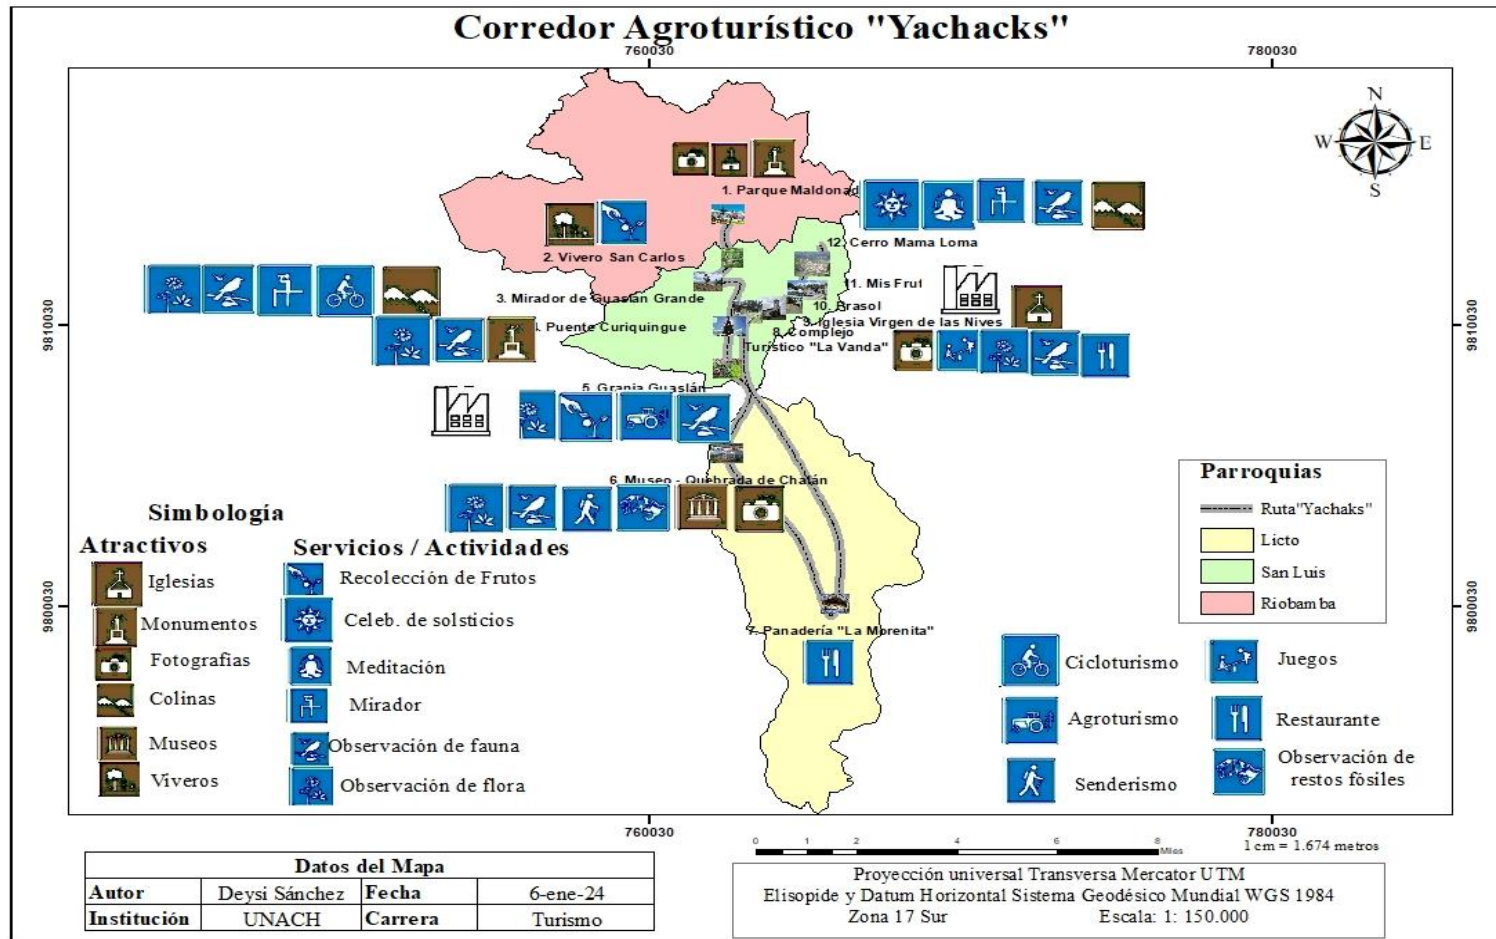 Corredor Agroturístico "Yachacks"
760030
780030
N
W
E
S
1. Parque Maldonad
12. Cerro Mama Loma
2. Vivero San Carlos
11. Mis Frut
3. Mirador de Guaslán Grande
10. Brasol
9. Iglesia Virgen de las Nives
4. Puente Curiquingue
8. Complejo
Turístico "La Vanda"
9810030
9810030
5. Granja Guaslán
6. Museo - Quebrada de Chalán
7. Panadería "La Morenita"
9800030
9800030
Parroquias
Ruta"Yachaks"
Licto
San Luis
Riobamba
Simbología
Atractivos
Iglesias
Monumentos
Fotografías
Colinas
Museos
Viveros
Servicios / Actividades
Recolección de Frutos
Celeb. de solsticios
Meditación
Mirador
Observación de fauna
Observación de flora
Cicloturismo
Agroturismo
Senderismo
Juegos
Restaurante
Observación de
restos fósiles
760030
780030
0 2 4 6 8
Miles
1 cm = 1.674 metros
Datos del Mapa
Autor Deysi Sánchez Fecha 6-ene-24
Institución UNACH Carrera Turismo
Proyección universal Transversa Mercator UTM
Elisopide y Datum Horizontal Sistema Geodésico Mundial WGS 1984
Zona 17 Sur Escala: 1: 150.000